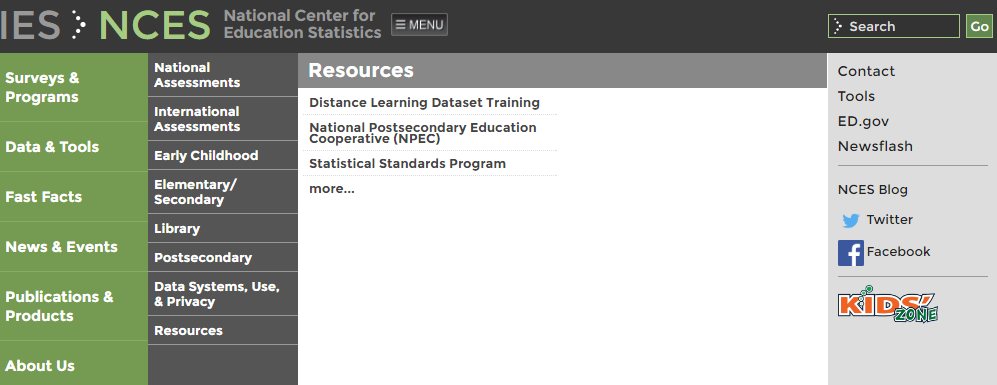 IES NCES National Center for
Education Statistics
MENU
Search
Go
Surveys &
Programs
Data & Tools
Fast Facts
News & Events
Publications &
Products
About Us
National
Assessments
International
Assessments
Early Childhood
Elementary/
Secondary
Library
Postsecondary
Data Systems, Use,
& Privacy
Resources
Resources
Distance Learning Dataset Training
National Postsecondary Education
Cooperative (NPEC)
Statistical Standards Program
more...
Contact
Tools
ED.gov
Newsflash
NCES Blog
Twitter
Facebook
KIDS'
ZONE